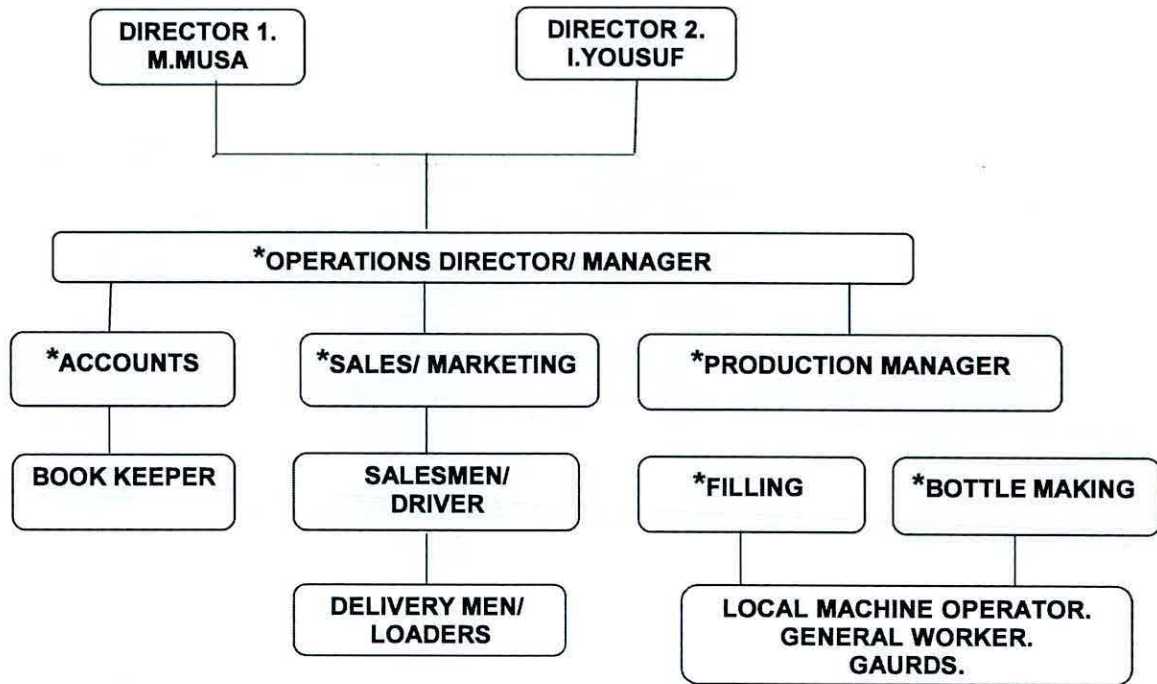 DIRECTOR 1.
M.MUSA
DIRECTOR 2.
I.YOUSUF
*OPERATIONS DIRECTOR/ MANAGER
*ACCOUNTS
*SALES/ MARKETING
*PRODUCTION MANAGER
BOOK KEEPER
SALESMEN/
DRIVER
*FILLING
*BOTTLE MAKING
DELIVERY MEN/
LOADERS
LOCAL MACHINE OPERATOR.
GENERAL WORKER.
GAURDS.